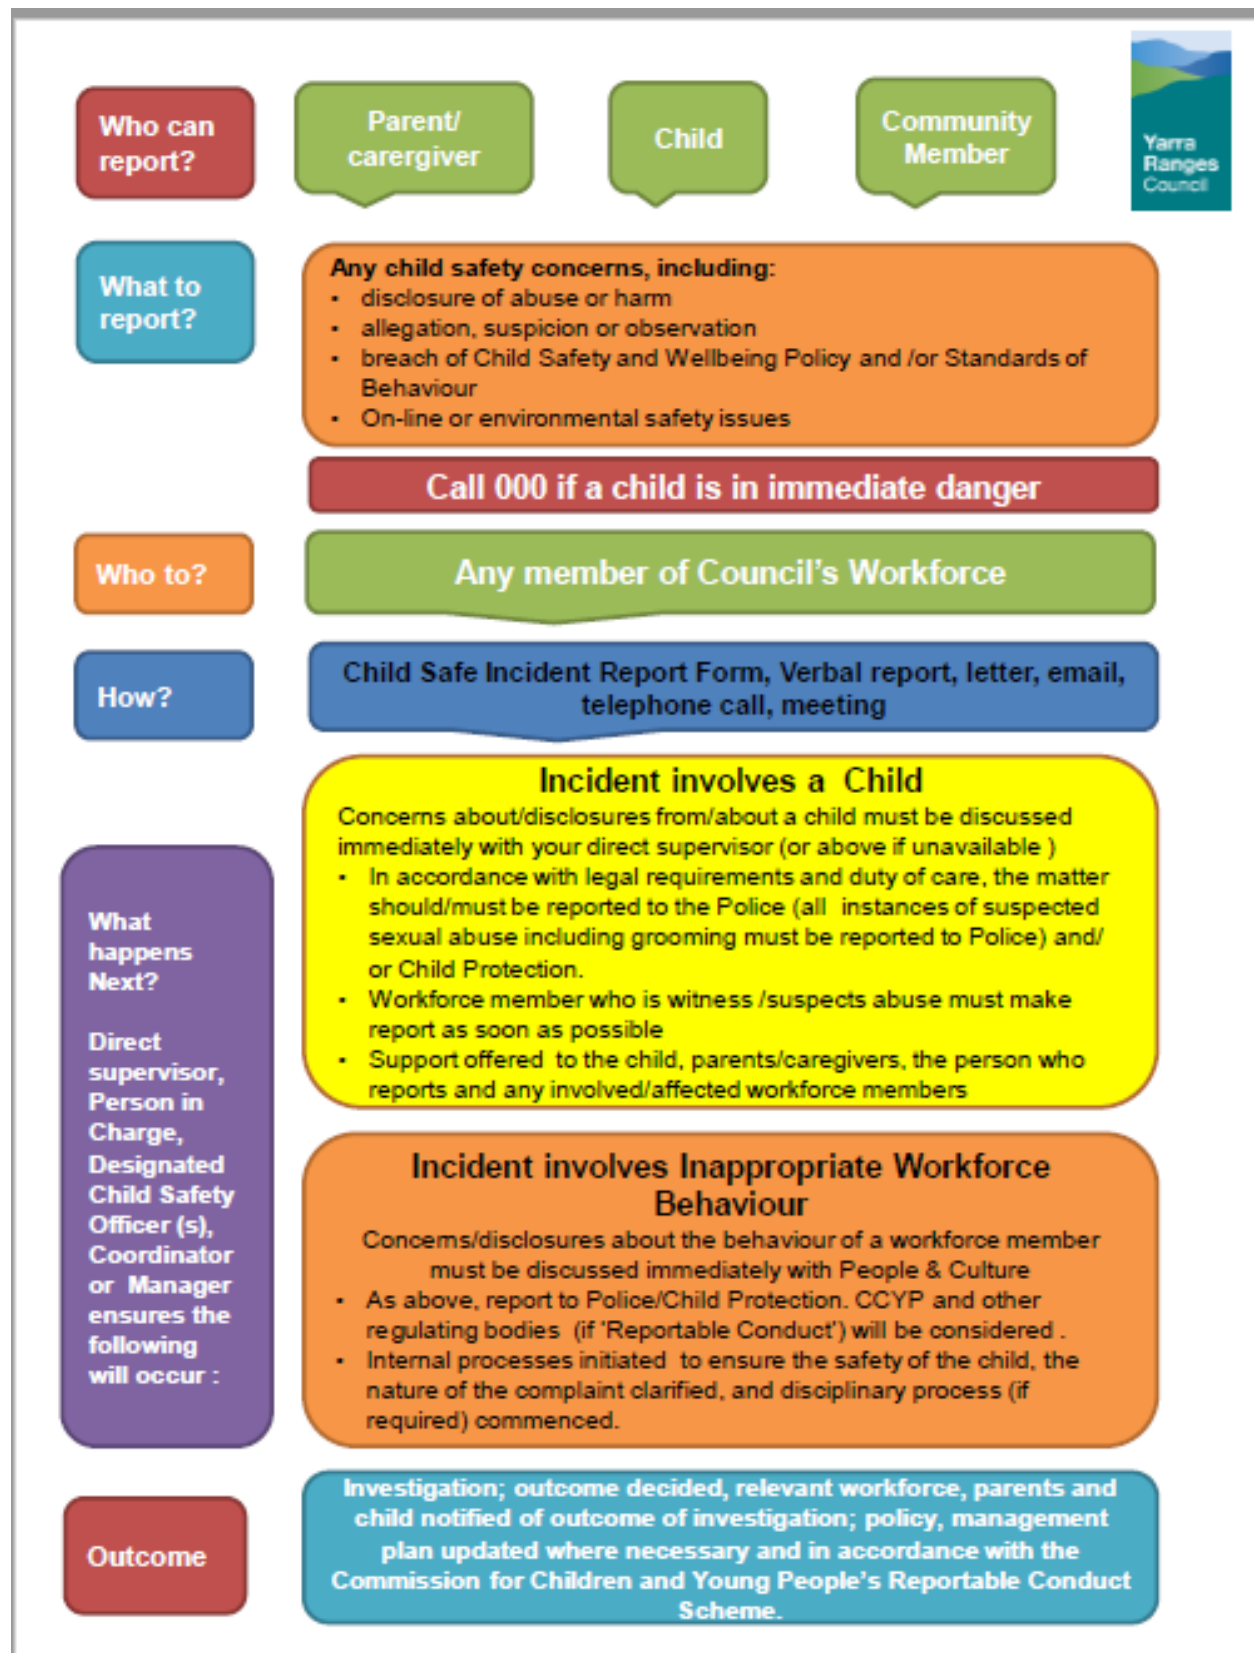 Who can
report?
Parent/
carergiver
Child
Community
Member
Yarra
Ranges
Council
What to
report?
Any child safety concerns, including:
• disclosure of abuse or harm
• allegation, suspicion or observation
• breach of Child Safety and Wellbeing Policy and /or Standards of
Behaviour
• On-line or environmental safety issues
Call 000 if a child is in immediate danger
Who to?
Any member of Council's Workforce
How?
Child Safe Incident Report Form, Verbal report, letter, email,
telephone call, meeting
What
happens
Next?
Direct
supervisor,
Person in
Charge,
Designated
Child Safety
Officer (s),
Coordinator
or Manager
ensures the
following
will occur :
Incident involves a Child
Concerns about/disclosures from/about a child must be discussed
immediately with your direct supervisor (or above if unavailable )
• In accordance with legal requirements and duty of care, the matter
should/must be reported to the Police (all instances of suspected
sexual abuse including grooming must be reported to Police) and/
or Child Protection.
• Workforce member who is witness /suspects abuse must make
report as soon as possible
• Support offered to the child, parents/caregivers, the person who
reports and any involved/affected workforce members
Incident involves Inappropriate Workforce
Behaviour
Concerns/disclosures about the behaviour of a workforce member
must be discussed immediately with People & Culture
• As above, report to Police/Child Protection. CCYP and other
regulating bodies (if 'Reportable Conduct') will be considered .
• Internal processes initiated to ensure the safety of the child, the
nature of the complaint clarified, and disciplinary process (if
required) commenced.
Outcome
Investigation; outcome decided, relevant workforce, parents and
child notified of outcome of investigation; policy, management
plan updated where necessary and in accordance with the
Commission for Children and Young People's Reportable Conduct
Scheme.